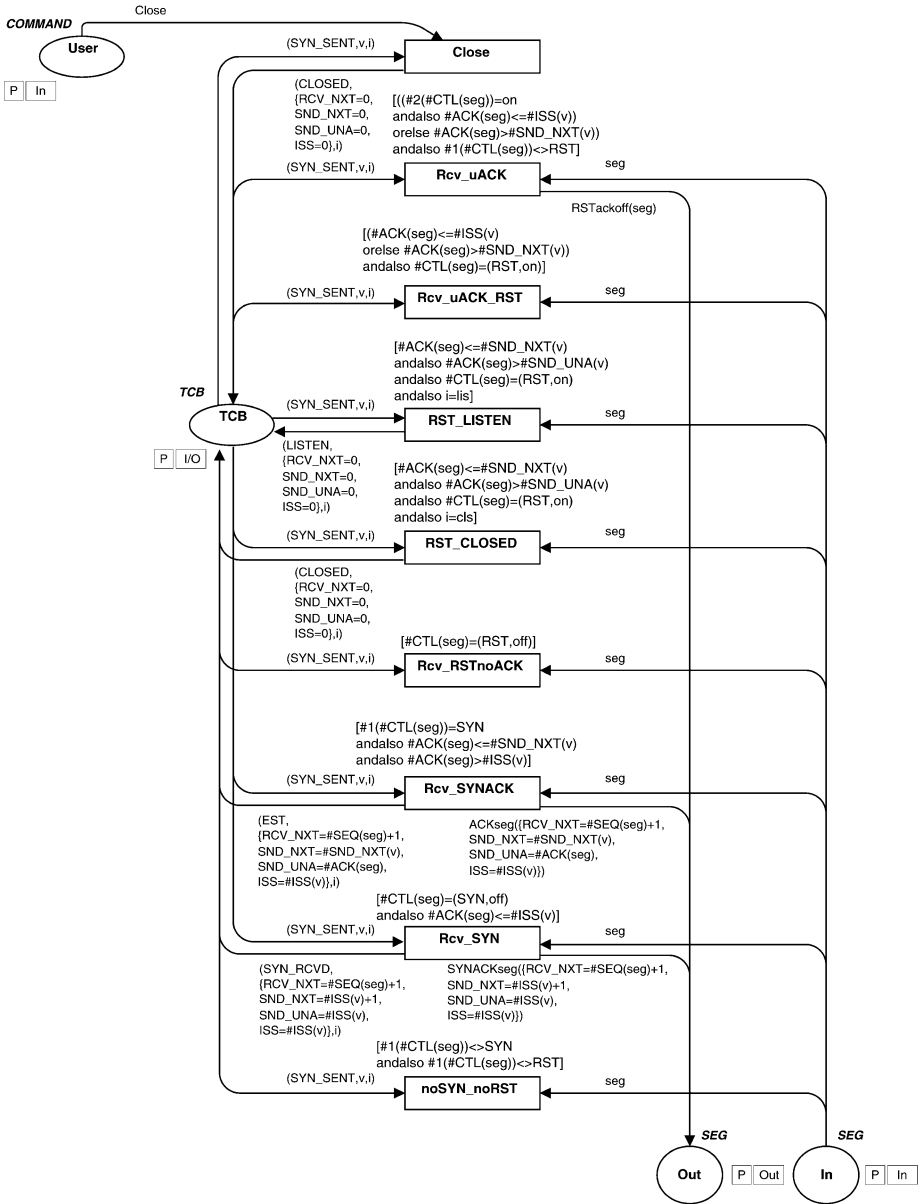 Close
COMMAND
User
P In
(SYN_SENT,v,i)
Close
(CLOSED,
{RCV_NXT=0,
SND_NXT=0,
SND_UNA=0,
ISS=0},i)
[((#2(#CTL(seg))=on
andalso #ACK(seg)<=#ISS(v))
orelse #ACK(seg)>#SND_NXT(v))
andalso #1(#CTL(seg))<>RST]
(SYN_SENT,v,i)
Rcv_uACK
seg
RSTackoff(seg)
[(#ACK(seg)<=#ISS(v)
orelse #ACK(seg)>#SND_NXT(v))
andalso #CTL(seg)=(RST,on)]
(SYN_SENT,v,i)
Rcv_uACK_RST
seg
[#ACK(seg)<=#SND_NXT(v)
andalso #ACK(seg)>#SND_UNA(v)
andalso #CTL(seg)=(RST,on)
andalso i=lis]
TCB
TCB
P I/O
(SYN_SENT,v,i)
RST_LISTEN
seg
(LISTEN,
{RCV_NXT=0,
SND_NXT=0,
SND_UNA=0,
ISS=0},i)
[#ACK(seg)<=#SND_NXT(v)
andalso #ACK(seg)>#SND_UNA(v)
andalso #CTL(seg)=(RST,on)
andalso i=cls]
(SYN_SENT,v,i)
RST_CLOSED
seg
(CLOSED,
{RCV_NXT=0,
SND_NXT=0,
SND_UNA=0,
ISS=0},i)
[#CTL(seg)=(RST,off)]
(SYN_SENT,v,i)
Rcv_RSTnoACK
seg
[#1(#CTL(seg))=SYN
andalso #ACK(seg)<=#SND_NXT(v)
andalso #ACK(seg)>#ISS(v)]
(SYN_SENT,v,i)
Rcv_SYNACK
seg
(EST,
{RCV_NXT=#SEQ(seg)+1,
SND_NXT=#SND_NXT(v),
SND_UNA=#ACK(seg),
ISS=#ISS(v)},i)
ACKseg({RCV_NXT=#SEQ(seg)+1,
SND_NXT=#SND_NXT(v),
SND_UNA=#ACK(seg),
ISS=#ISS(v)})
[#CTL(seg)=(SYN,off)
andalso #ACK(seg)<=#ISS(v)]
(SYN_SENT,v,i)
Rcv_SYN
seg
(SYN_RCVD,
{RCV_NXT=#SEQ(seg)+1,
SND_NXT=#ISS(v)+1,
SND_UNA=#ISS(v),
ISS=#ISS(v)},i)
SYNACKseg({RCV_NXT=#SEQ(seg)+1,
SND_NXT=#ISS(v)+1,
SND_UNA=#ISS(v),
ISS=#ISS(v)})
[#1(#CTL(seg))<>SYN
andalso #1(#CTL(seg))<>RST]
(SYN_SENT,v,i)
noSYN_noRST
seg
SEG
Out
P Out
SEG
In
P In